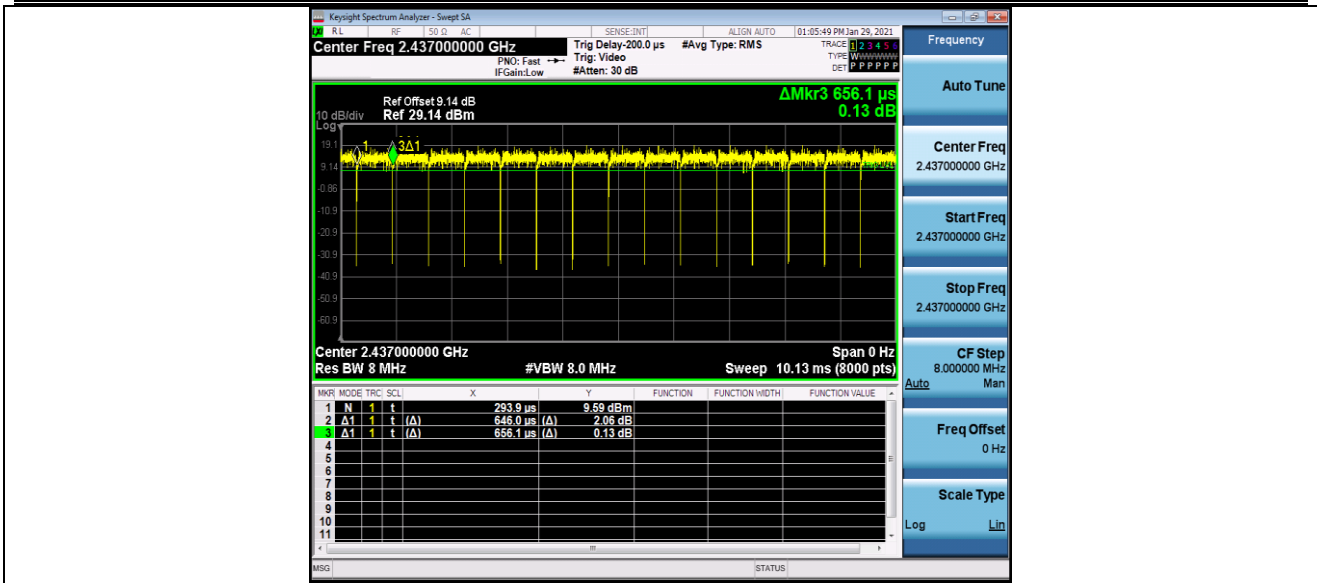 Keysight Spectrum Analyzer - Swept SA
RL RF 50 Ω AC SENSE:INT ALIGN AUTO 01:05:49 PM Jan 29, 2021
Center Freq 2.437000000 GHz
Trig Delay-200.0 µs #Avg Type: RMS
TRACE 1 2 3 4 5 6
PNO: Fast Trig: Video
TYPE WWWWWW
IFGain:Low #Atten: 30 dB
DET P P P P P P
ΔMkr3 656.1 µs
0.13 dB
Ref Offset 9.14 dB
10 dB/div Ref 29.14 dBm
Log
1 3Δ1
19.1
9.14
-0.86
-10.9
-20.9
-30.9
-40.9
-50.9
-60.9
Center 2.437000000 GHz Span 0 Hz
Res BW 8 MHz #VBW 8.0 MHz Sweep 10.13 ms (8000 pts)
MKR MODE TRC SCL X Y FUNCTION FUNCTION WIDTH FUNCTION VALUE
1 N 1 t 293.9 µs 9.59 dBm
2 Δ1 1 t (Δ) 646.0 µs (Δ) 2.06 dB
3 Δ1 1 t (Δ) 656.1 µs (Δ) 0.13 dB
4
5
6
7
8
9
10
11
MSG STATUS
Frequency
Auto Tune
Center Freq
2.437000000 GHz
Start Freq
2.437000000 GHz
Stop Freq
2.437000000 GHz
CF Step
8.000000 MHz
Auto Man
Freq Offset
0 Hz
Scale Type
Log Lin